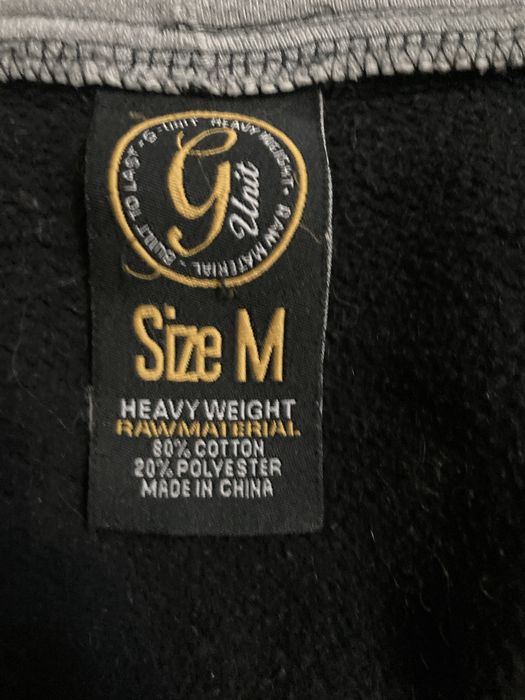 BUILT TO LAST • G-UNIT HEAVY WEIGHT • RAW MATERIAL •
G
Unit
Size M
HEAVY WEIGHT
RAW MATERIAL
80% COTTON
20% POLYESTER
MADE IN CHINA